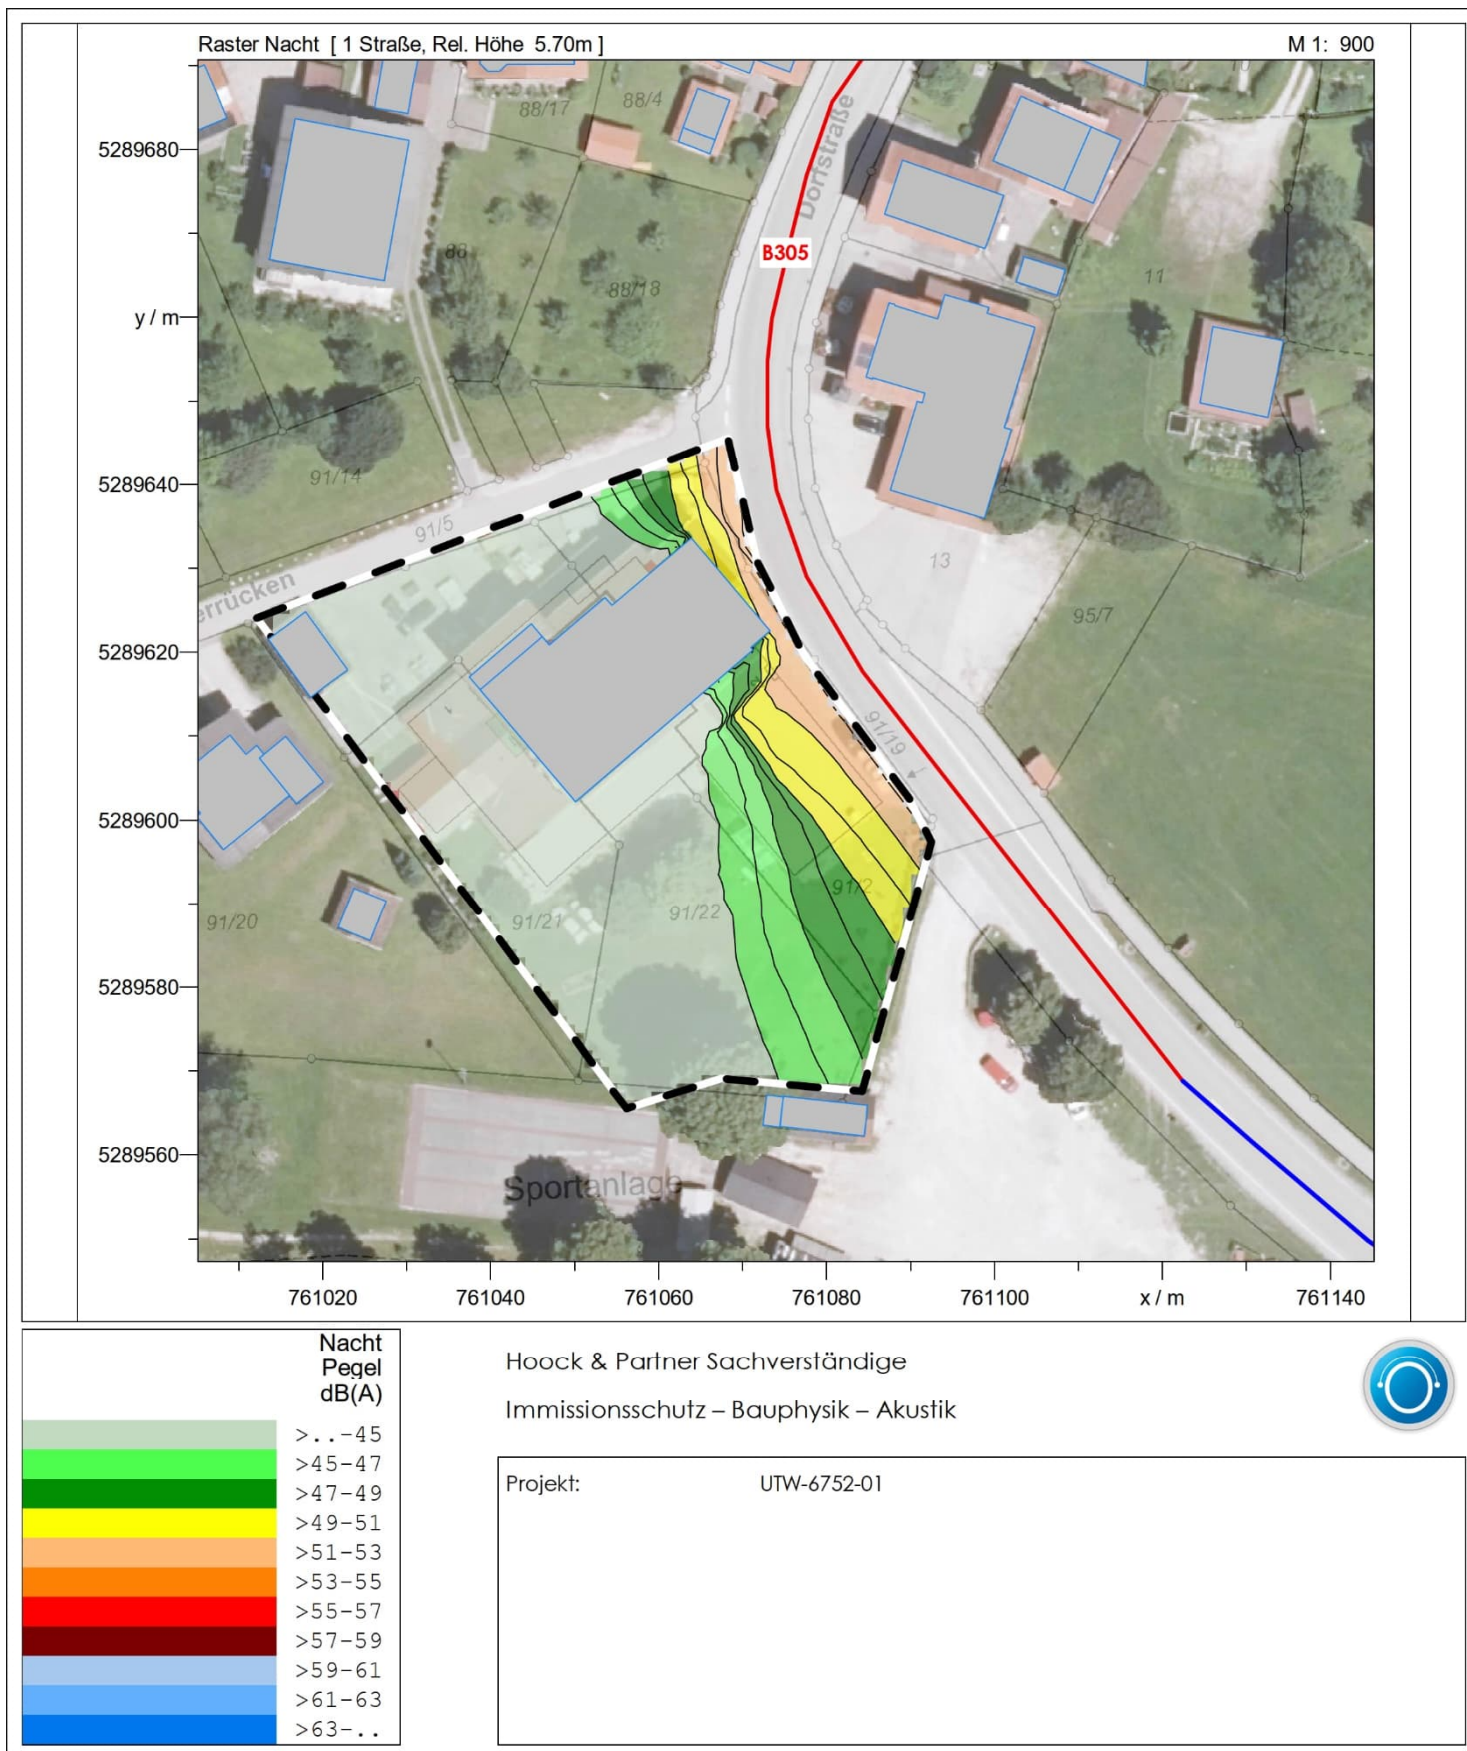 Raster Nacht [ 1 Straße, Rel. Höhe 5.70m ]
M 1: 900
88/17
88/4
5289680
Dorfstraße
B305
86
88/18
11
y / m
91/14
5289640
91/5
13
errücken
95/7
5289620
1
91/19
5289600
91/2
91/20
91/21
91/22
5289580
5289560
Sportanlage
761020
761040
761060
761080
761100
x / m
761140
Nacht
Pegel
dB(A)
>..-45
>45-47
>47-49
>49-51
>51-53
>53-55
>55-57
>57-59
>59-61
>61-63
>63-..
Hoock & Partner Sachverständige
Immissionsschutz – Bauphysik – Akustik
Projekt: UTW-6752-01